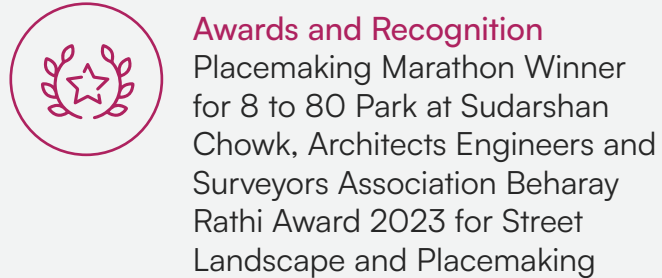 Awards and Recognition
Placemaking Marathon Winner
for 8 to 80 Park at Sudarshan
Chowk, Architects Engineers and
Surveyors Association Beharay
Rathi Award 2023 for Street
Landscape and Placemaking